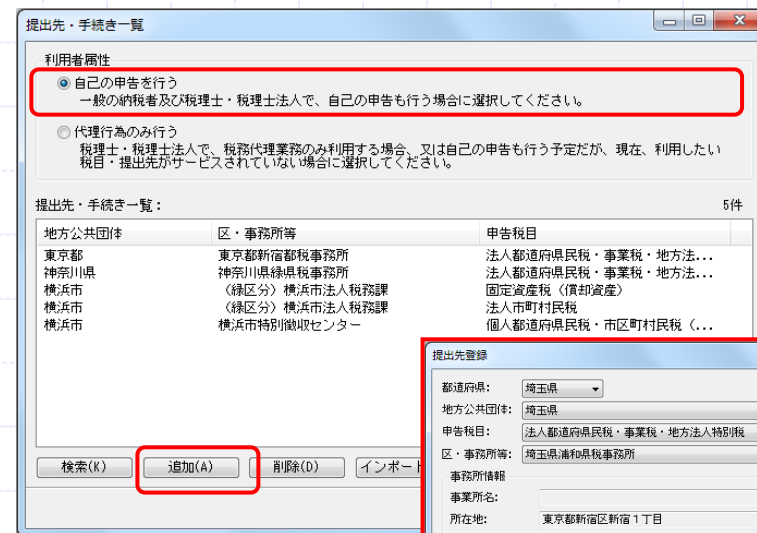 提出先・手続き一覧
利用者属性
自己の申告を行う
一般の納税者及び税理士・税理士法人で、自己の申告も行う場合に選択してください。
代理行為のみ行う
税理士・税理士法人で、税務代理業務のみ利用する場合、又は自己の申告も行う予定だが、現在、利用したい
税目・提出先がサービスされていない場合に選択してください。
提出先・手続き一覧: 5件
地方公共団体 区・事務所等 申告税目
東京都 東京都新宿都税事務所 法人都道府県民税・事業税・地方法...
神奈川県 神奈川県緑県税事務所 法人都道府県民税・事業税・地方法...
横浜市 (緑区分) 横浜市法人税務課 固定資産税 (償却資産)
横浜市 (緑区分) 横浜市法人税務課 法人市町村民税
横浜市 横浜市特別徴収センター 個人都道府県民税・市区町村民税 (...
検索(K) 追加(A) 削除(D) インポート
提出先登録
都道府県: 埼玉県
地方公共団体: 埼玉県
申告税目: 法人都道府県民税・事業税・地方法人特別税
区・事務所等: 埼玉県浦和県税事務所
事務所情報
事業所名:
所在地: 東京都新宿区新宿1丁目